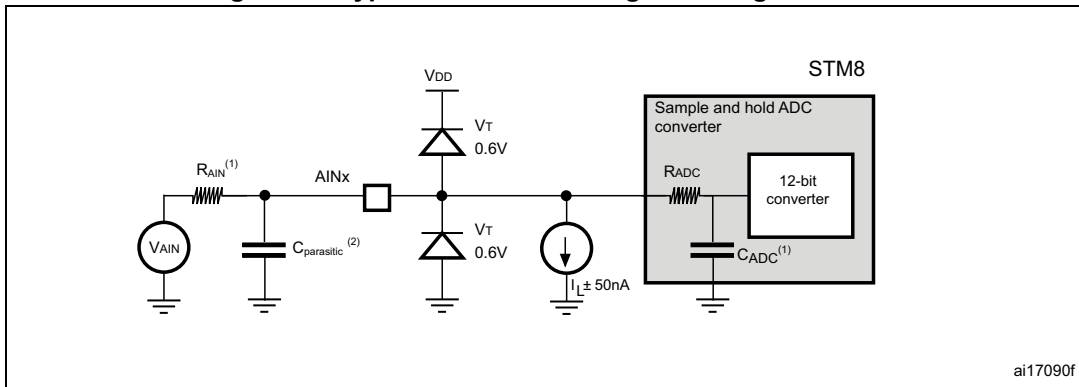 STM8
VDD
Sample and hold ADC
converter
VT
0.6V
RAIN(1)
AINx
RADC
12-bit
converter
VAIN
Cparasitic (2)
VT
0.6V
IL± 50nA
CADC(1)
ai17090f